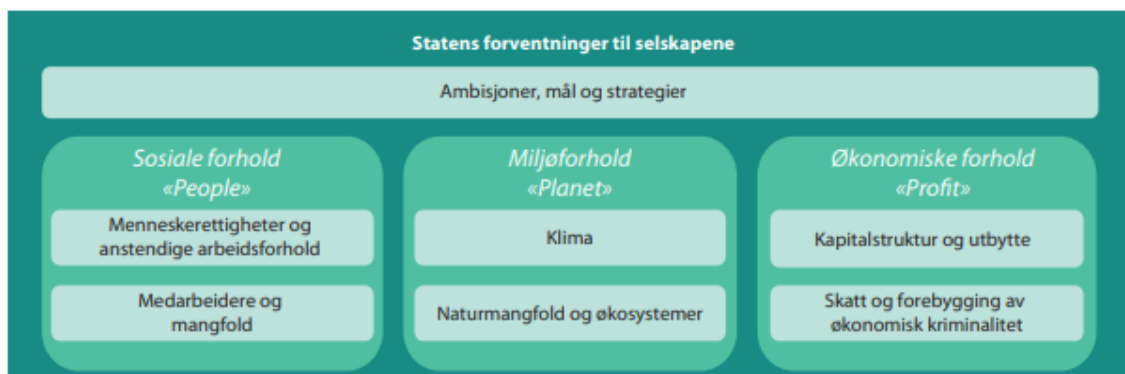 Statens forventninger til selskapene
Ambisjoner, mål og strategier
Sosiale forhold
«People»
Menneskerettigheter og
anstendige arbeidsforhold
Medarbeidere og
mangfold
Miljøforhold
«Planet»
Klima
Naturmangfold og økosystemer
Økonomiske forhold
«Profit»
Kapitalstruktur og utbytte
Skatt og forebygging av
økonomisk kriminalitet